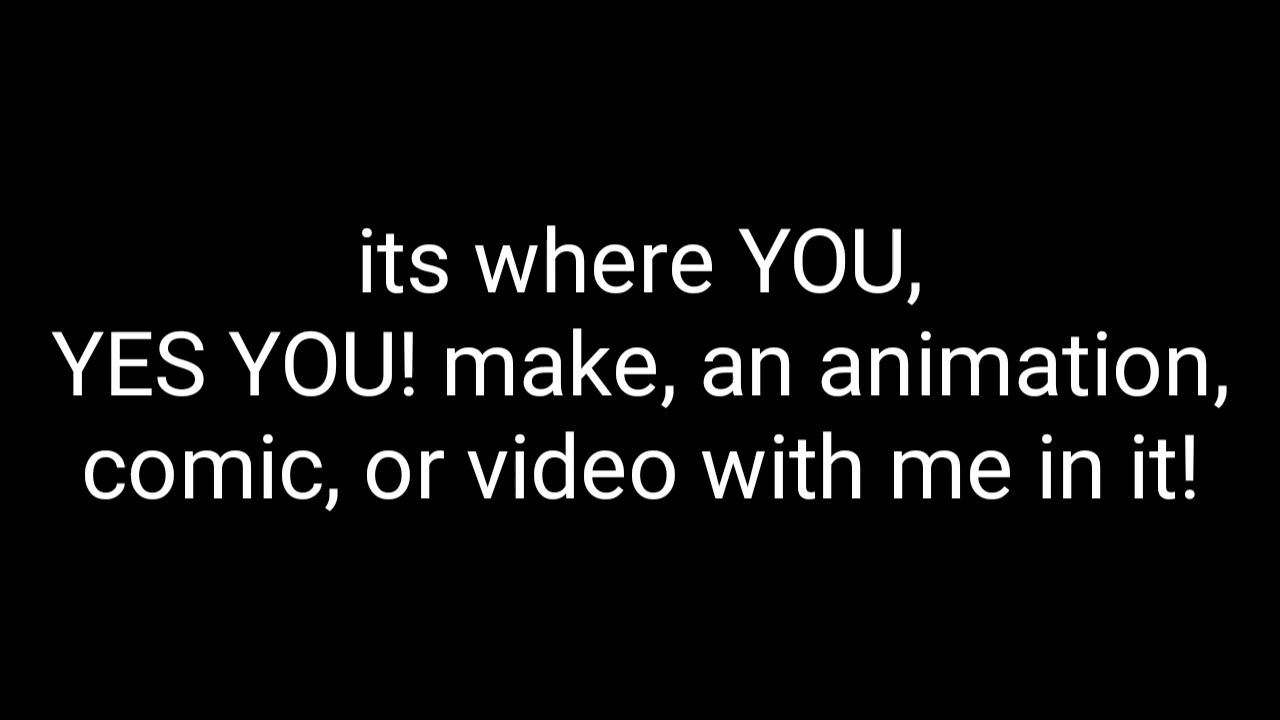 its where YOU,
YES YOU! make, an animation,
comic, or video with me in it!